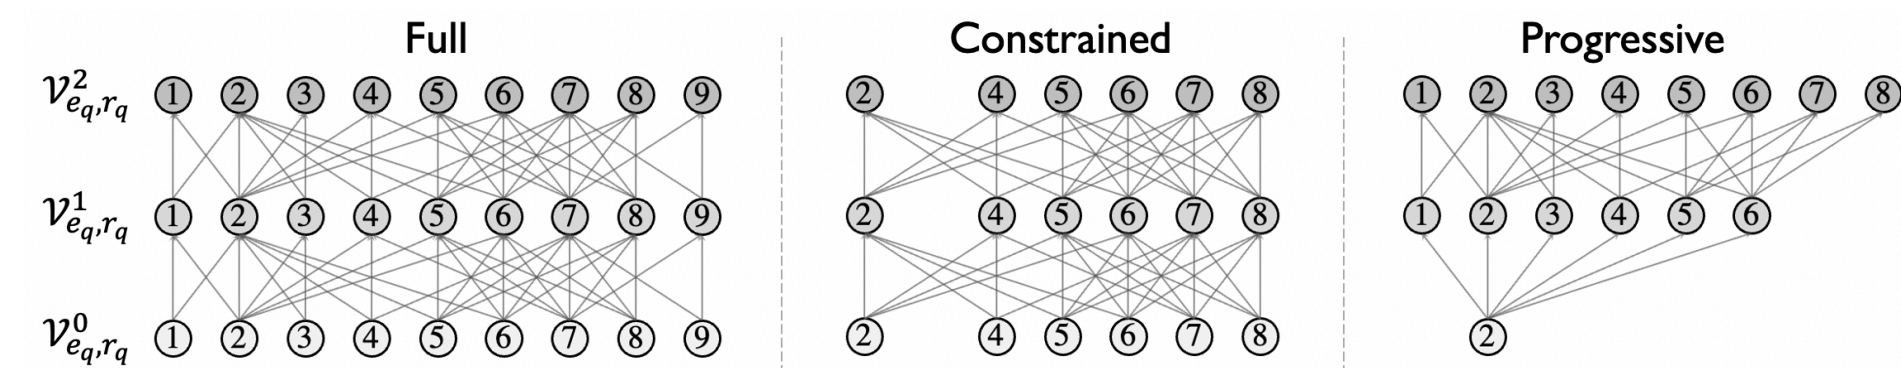 Full Constrained Progressive
𝒱²_{e_q,r_q} 1 2 3 4 5 6 7 8 9 2 4 5 6 7 8 1 2 3 4 5 6 7 8
𝒱¹_{e_q,r_q} 1 2 3 4 5 6 7 8 9 2 4 5 6 7 8 1 2 3 4 5 6
𝒱⁰_{e_q,r_q} 1 2 3 4 5 6 7 8 9 2 4 5 6 7 8 2